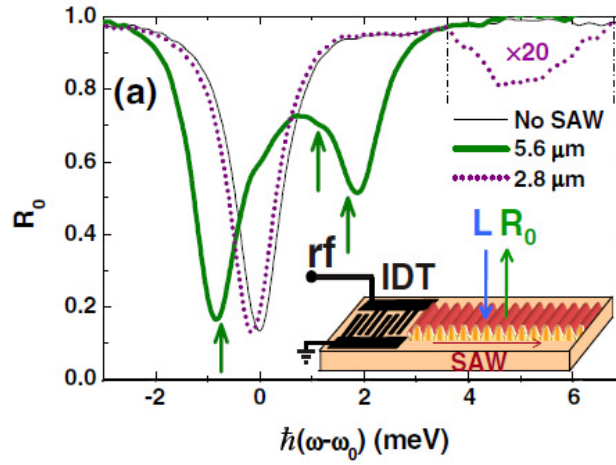 1.0
0.8
0.6
0.4
0.2
0.0
R₀
(a)
×20
No SAW
5.6 μm
2.8 μm
L R₀
rf
IDT
SAW
-2 0 2 4 6
ħ(ω-ω₀) (meV)